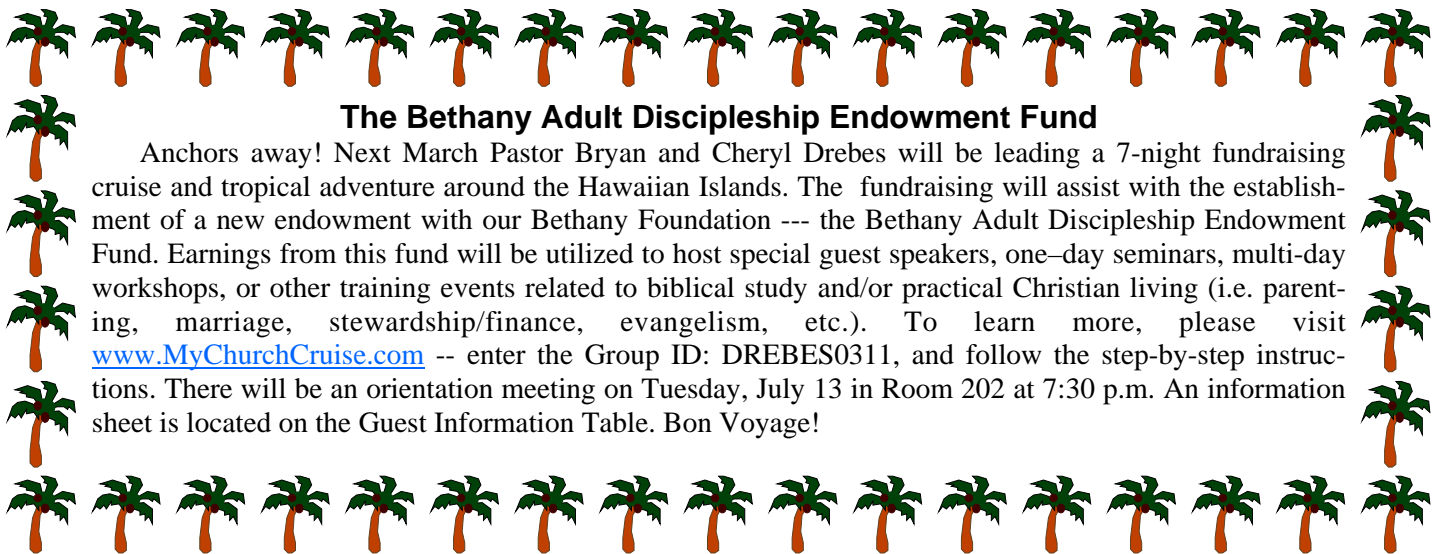 The Bethany Adult Discipleship Endowment Fund
Anchors away! Next March Pastor Bryan and Cheryl Drebes will be leading a 7-night fundraising
cruise and tropical adventure around the Hawaiian Islands. The fundraising will assist with the establish-
ment of a new endowment with our Bethany Foundation --- the Bethany Adult Discipleship Endowment
Fund. Earnings from this fund will be utilized to host special guest speakers, one–day seminars, multi-day
workshops, or other training events related to biblical study and/or practical Christian living (i.e. parent-
ing, marriage, stewardship/finance, evangelism, etc.). To learn more, please visit
www.MyChurchCruise.com -- enter the Group ID: DREBES0311, and follow the step-by-step instruc-
tions. There will be an orientation meeting on Tuesday, July 13 in Room 202 at 7:30 p.m. An information
sheet is located on the Guest Information Table. Bon Voyage!